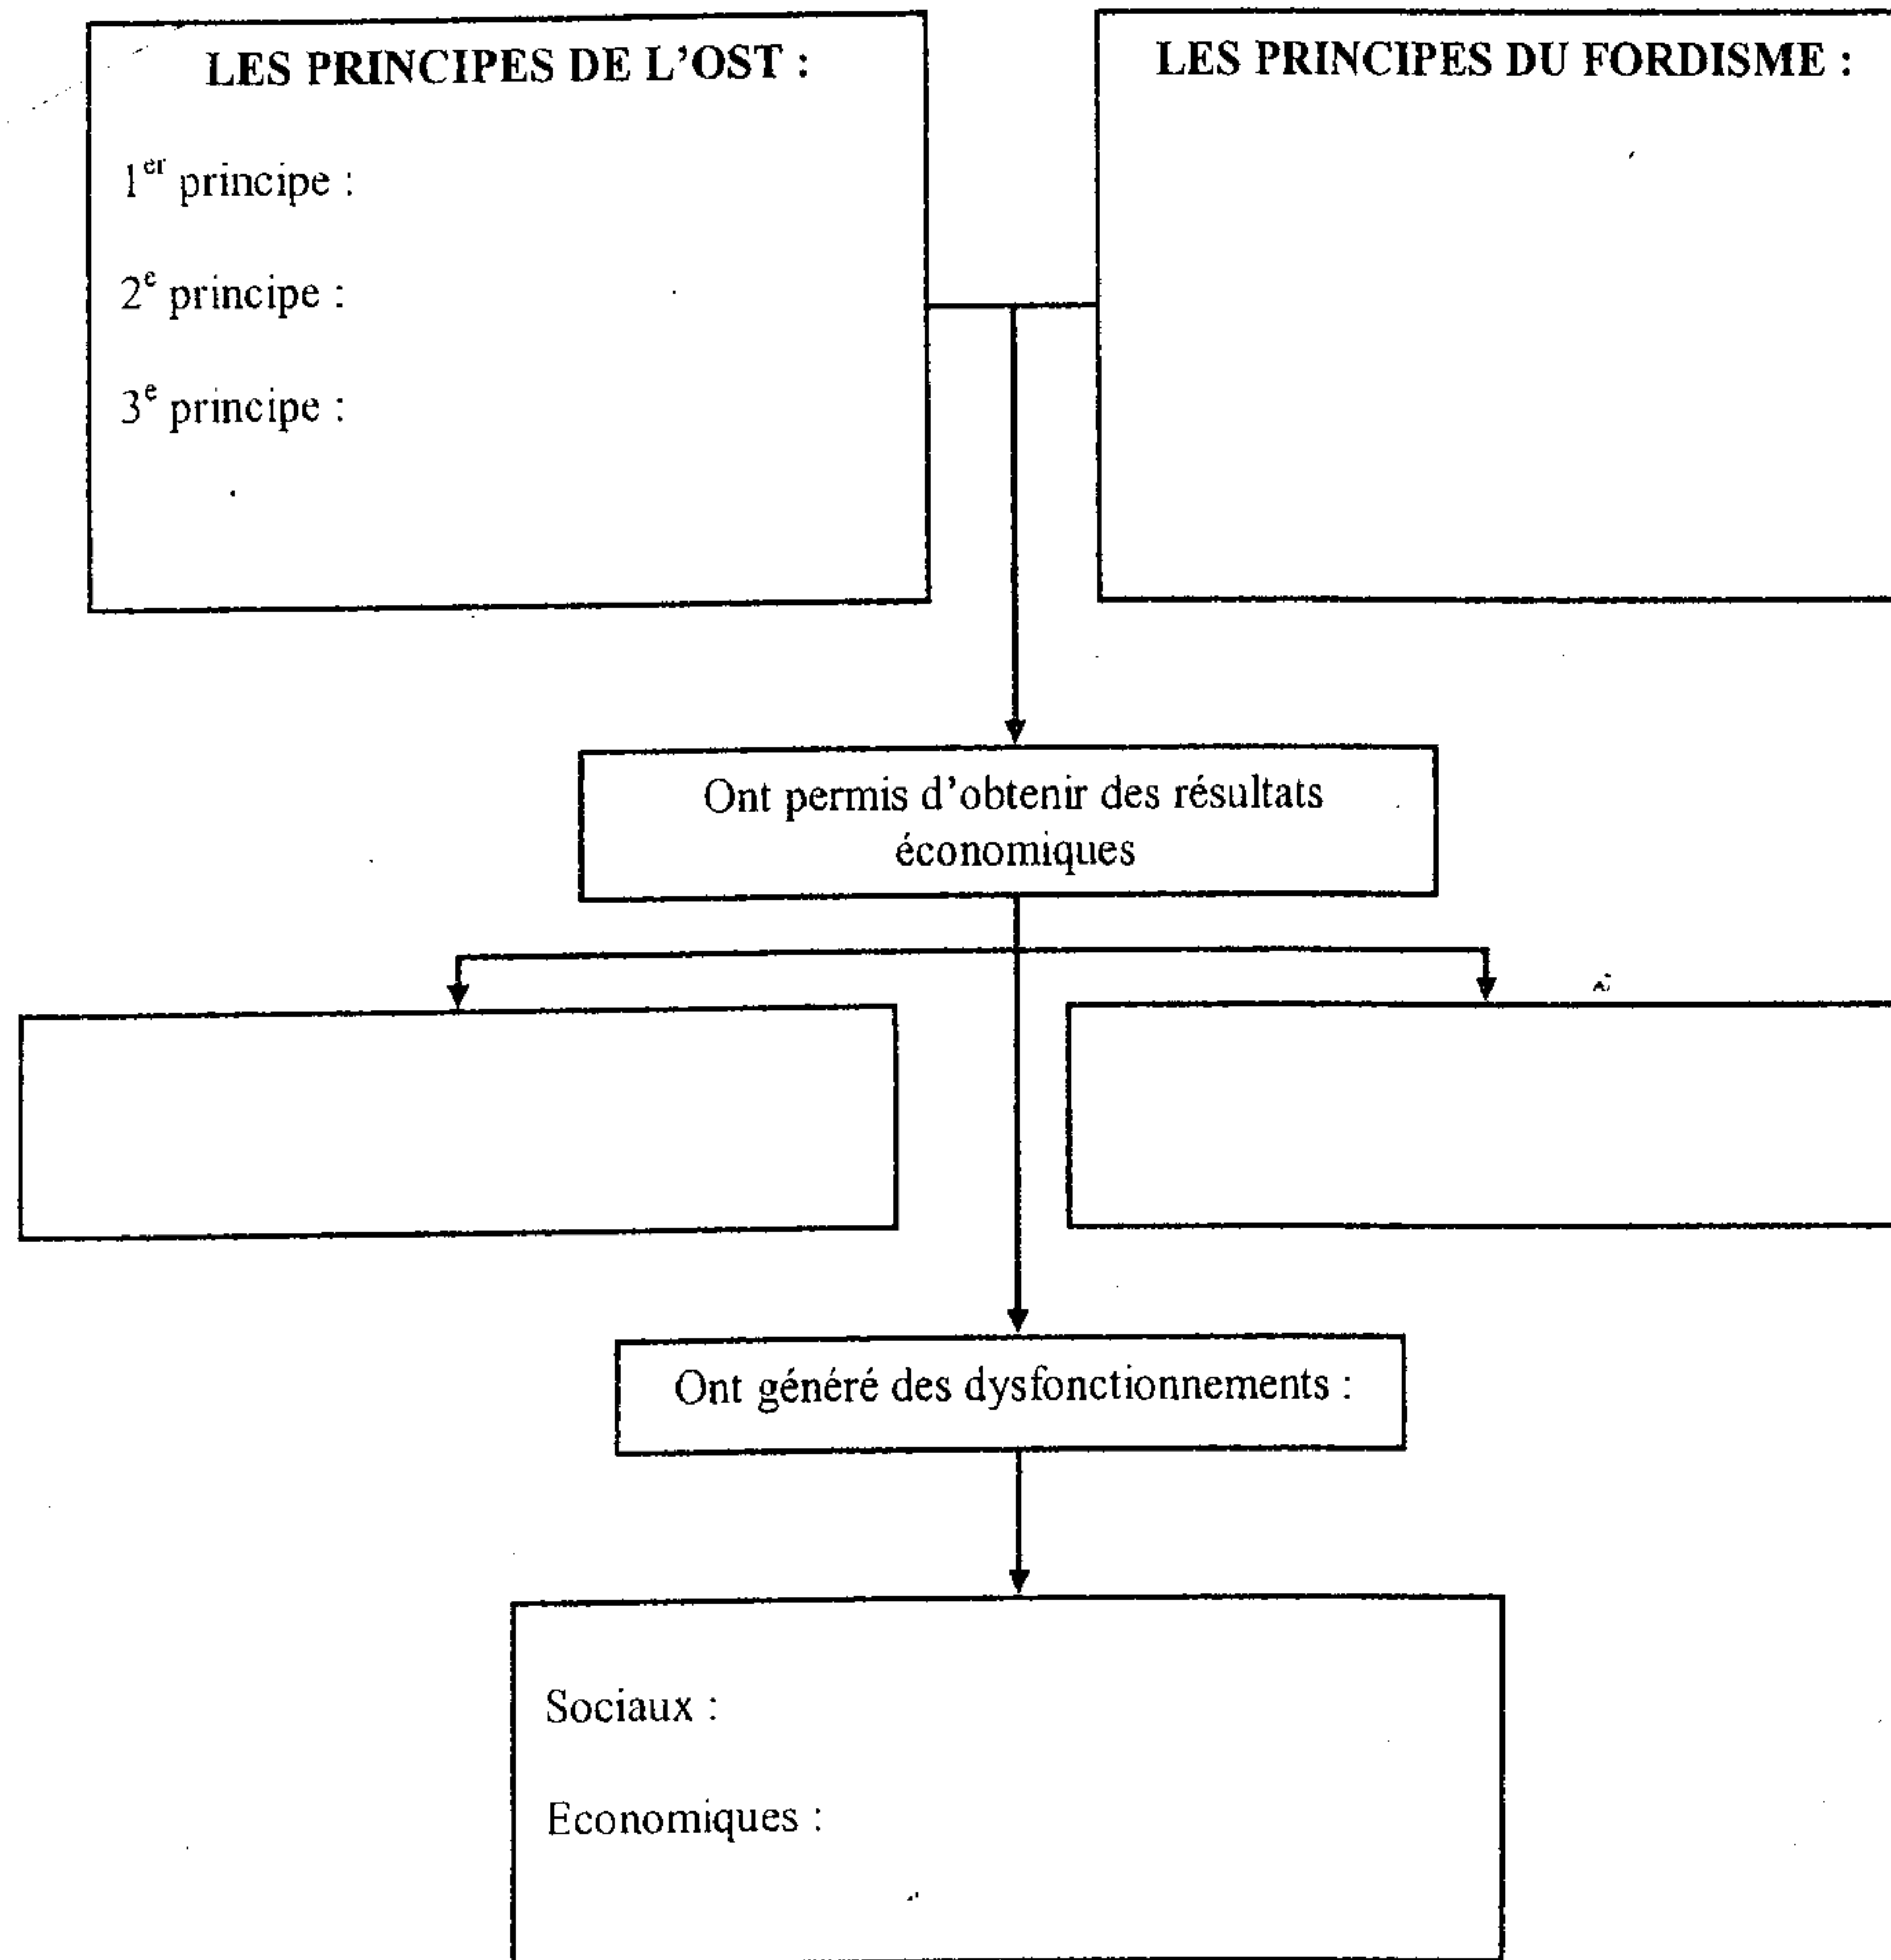 LES PRINCIPES DE L'OST :
1er principe :
2e principe :
3e principe :
LES PRINCIPES DU FORDISME :
Ont permis d'obtenir des résultats
économiques
Ont généré des dysfonctionnements :
Sociaux :
Economiques :